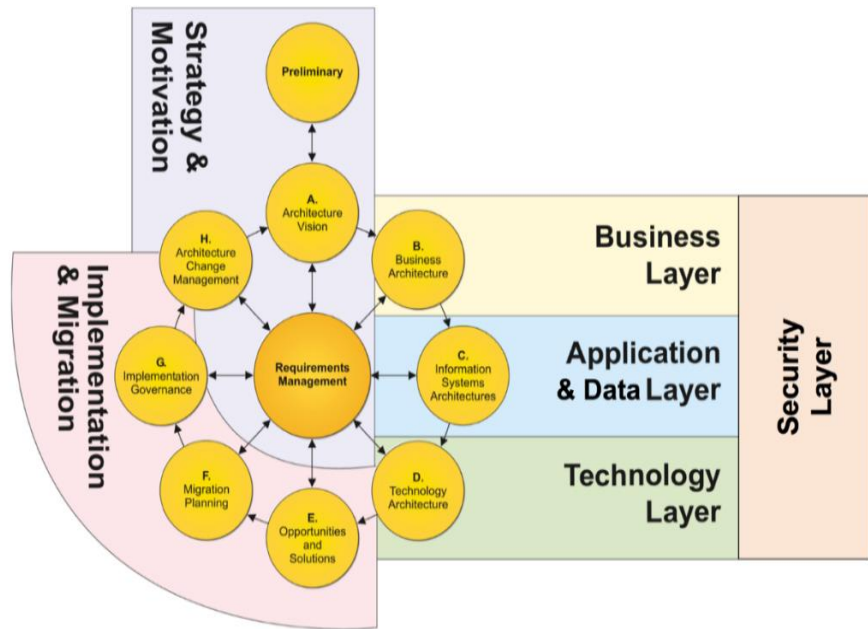 Strategy &
Motivation
Preliminary
A.
Architecture
Vision
H.
Architecture
Change
Management
B.
Business
Architecture
Business
Layer
Implementation
& Migration
G.
Implementation
Governance
Requirements
Management
C.
Information
Systems
Architectures
Application
& Data Layer
Security
Layer
F.
Migration
Planning
E.
Opportunities
and
Solutions
D.
Technology
Architecture
Technology
Layer